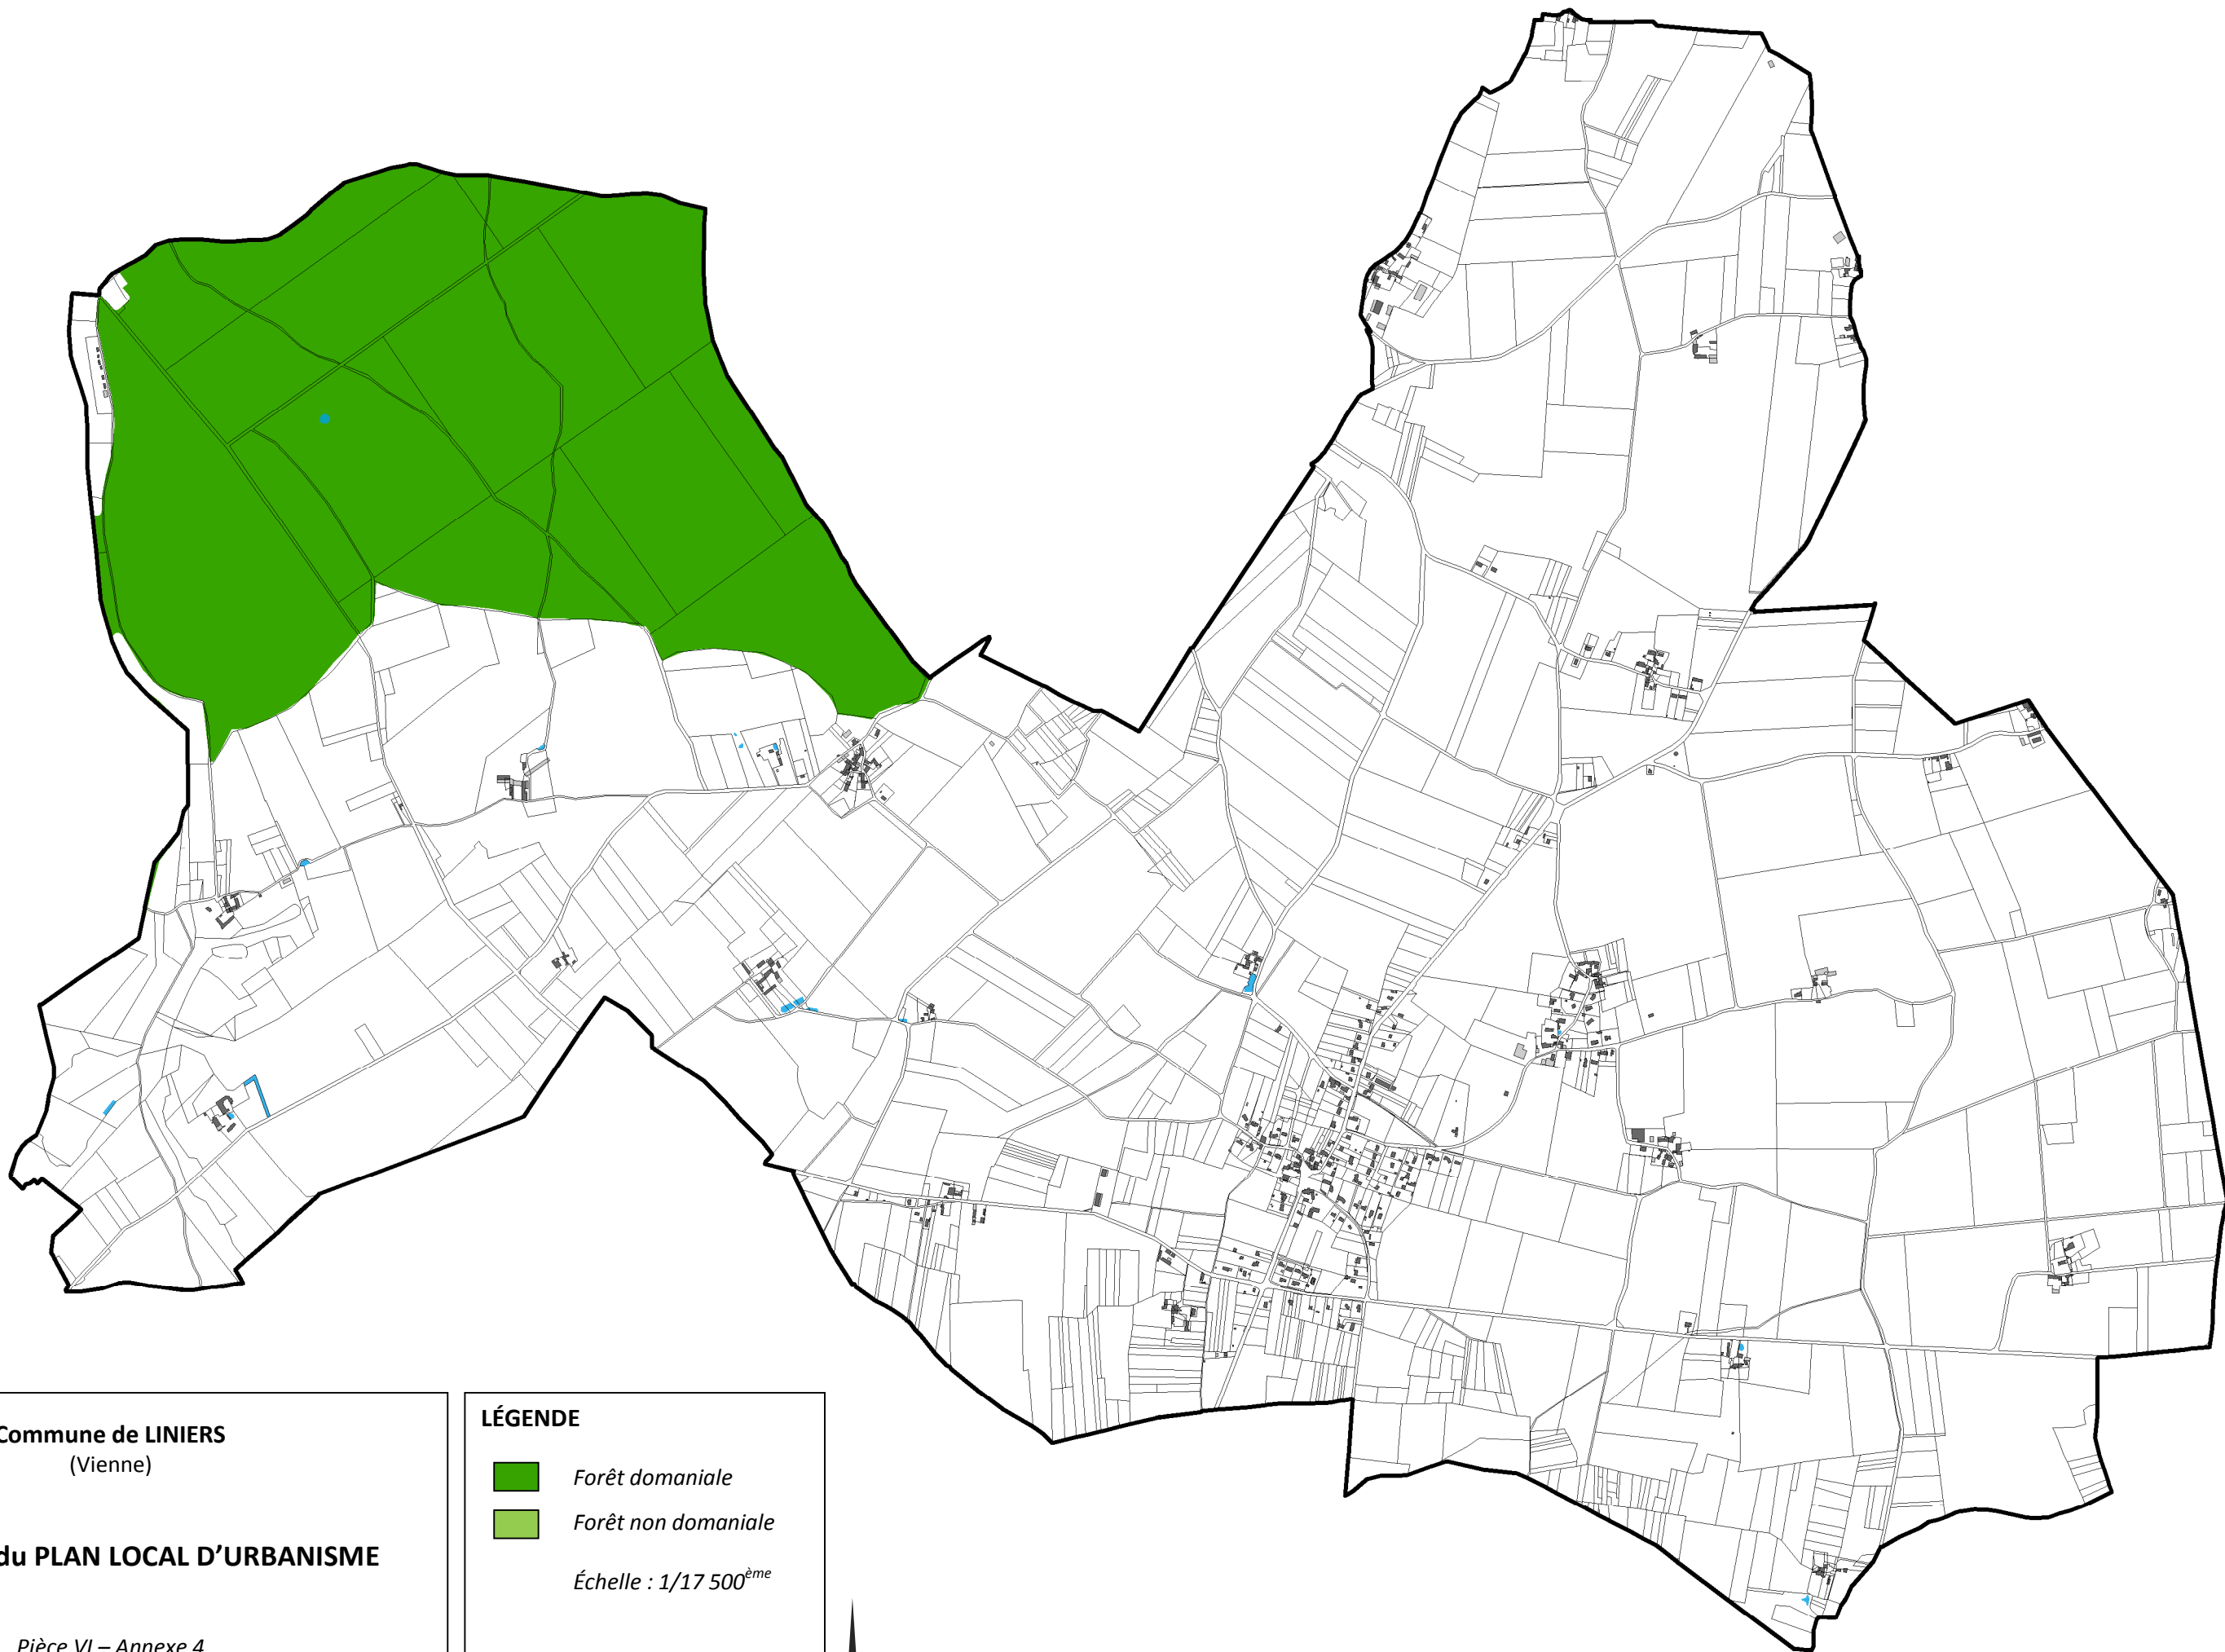 Commune de LINIERS
(Vienne)
du PLAN LOCAL D'URBANISME
Pièce VI – Annexe 4
LÉGENDE
Forêt domaniale
Forêt non domaniale
Échelle : 1/17 500ème